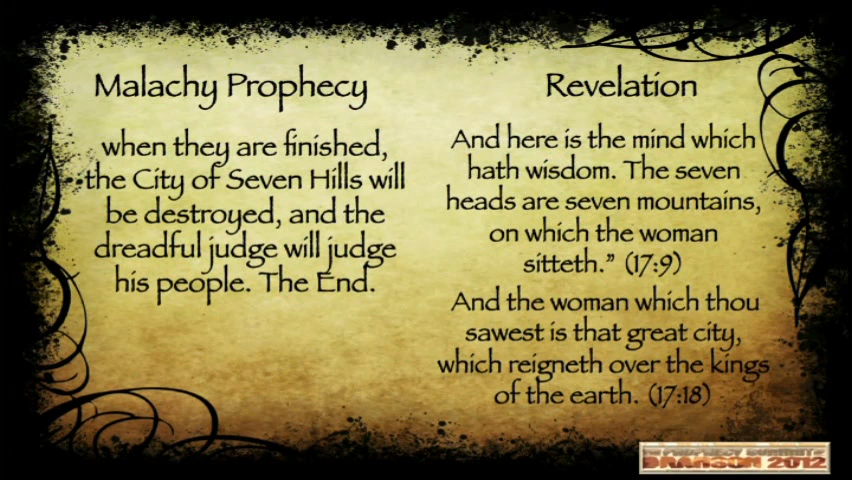 Malachy Prophecy
when they are finished,
the City of Seven Hills will
be destroyed, and the
dreadful judge will judge
his people. The End.
Revelation
And here is the mind which
hath wisdom. The seven
heads are seven mountains,
on which the woman
sitteth.” (17:9)
And the woman which thou
sawest is that great city,
which reigneth over the kings
of the earth. (17:18)
PROPHECY SUMMIT
BRANSON 2012